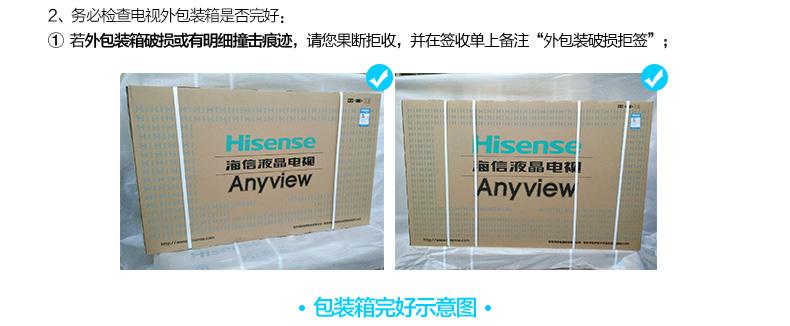 2、务必检查电视外包装箱是否完好：
① 若外包装箱破损或有明细撞击痕迹，请您果断拒收，并在签收单上备注“外包装破损拒签”；
Hisense
海信液晶电视
Anyview
Hisense
海信液晶电视
Anyview
• 包装箱完好示意图 •